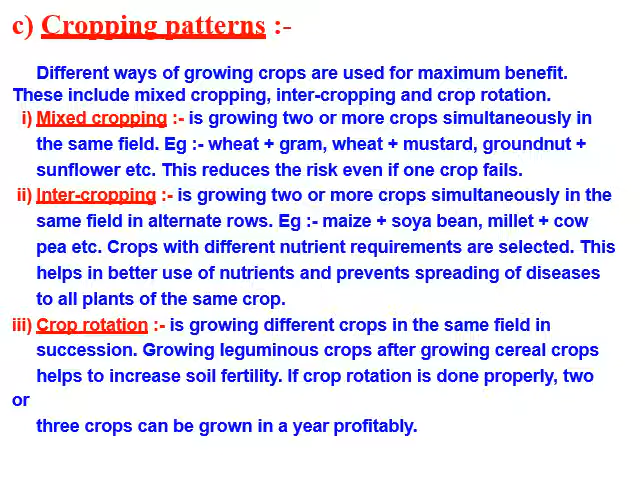 c) Cropping patterns :-
Different ways of growing crops are used for maximum benefit.
These include mixed cropping, inter-cropping and crop rotation.
i) Mixed cropping :- is growing two or more crops simultaneously in
the same field. Eg :- wheat + gram, wheat + mustard, groundnut +
sunflower etc. This reduces the risk even if one crop fails.
ii) Inter-cropping :- is growing two or more crops simultaneously in the
same field in alternate rows. Eg :- maize + soya bean, millet + cow
pea etc. Crops with different nutrient requirements are selected. This
helps in better use of nutrients and prevents spreading of diseases
to all plants of the same crop.
iii) Crop rotation :- is growing different crops in the same field in
succession. Growing leguminous crops after growing cereal crops
helps to increase soil fertility. If crop rotation is done properly, two
or
three crops can be grown in a year profitably.